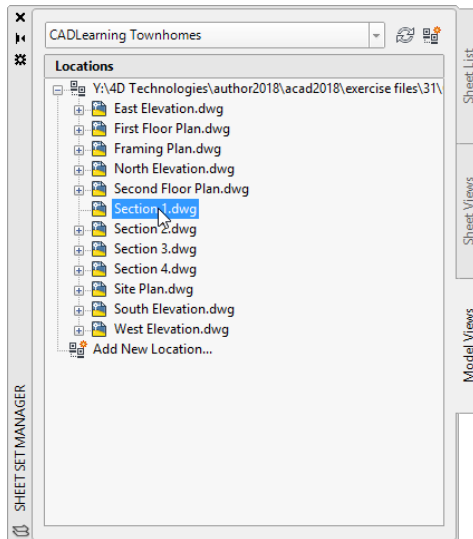 CADLearning Townhomes
Locations
Y:\4D Technologies\author2018\acad2018\exercise files\31\
East Elevation.dwg
First Floor Plan.dwg
Framing Plan.dwg
North Elevation.dwg
Second Floor Plan.dwg
Section 1.dwg
Section 2.dwg
Section 3.dwg
Section 4.dwg
Site Plan.dwg
South Elevation.dwg
West Elevation.dwg
Add New Location...
SHEET SET MANAGER
Sheet List
Sheet Views
Model Views